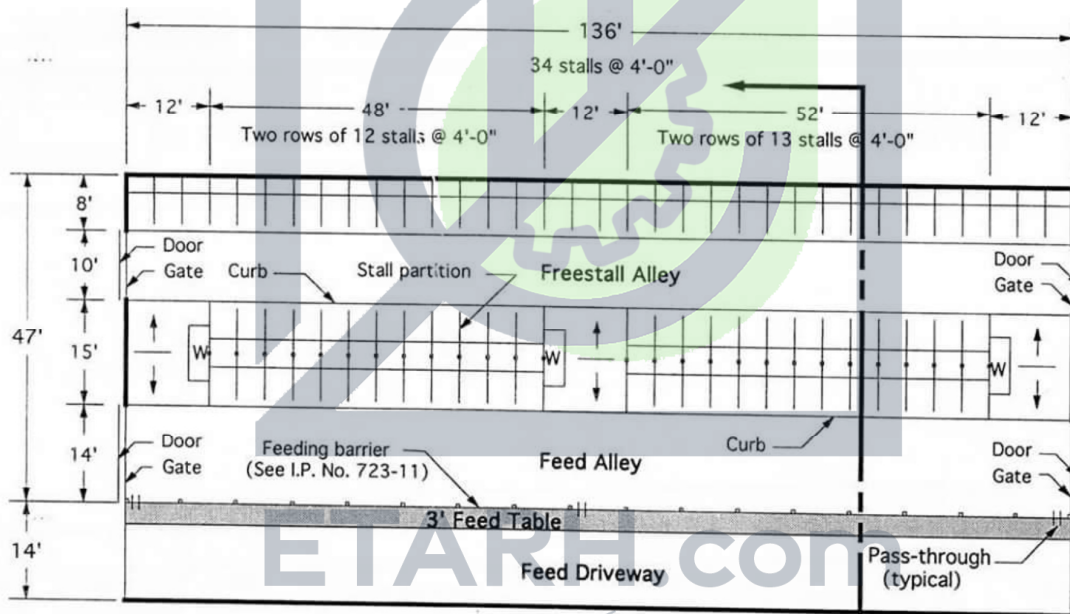 136'
34 stalls @ 4'-0"
12'
48'
12'
52'
12'
Two rows of 12 stalls @ 4'-0"
Two rows of 13 stalls @ 4'-0"
8'
10'
Door
Gate
Curb
Stall partition
Freestall Alley
Door
Gate
47'
15'
W
W
W
14'
Door
Gate
Feeding barrier
(See I.P. No. 723-11)
Feed Alley
Curb
Door
Gate
3' Feed Table
14'
Feed Driveway
Pass-through
(typical)
ETARH.com